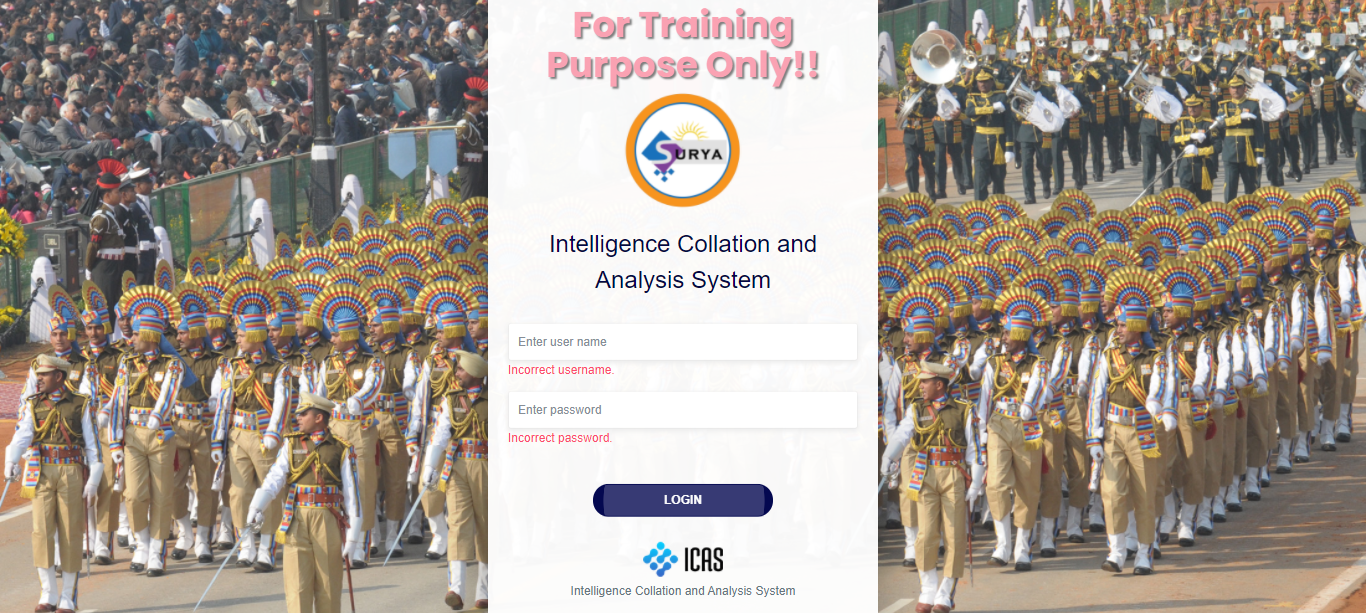 For Training
Purpose Only!!
SURYA
Intelligence Collation and
Analysis System
Enter user name
Incorrect username.
Enter password
Incorrect password.
LOGIN
ICAS
Intelligence Collation and Analysis System